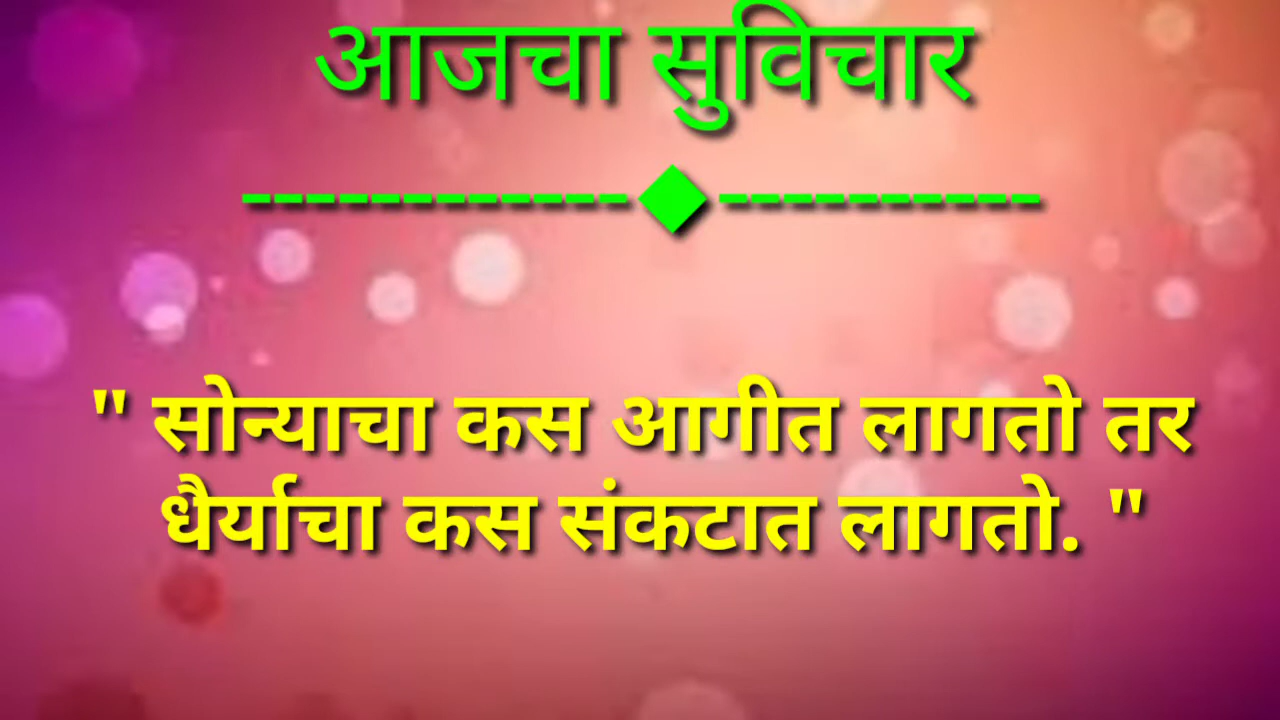 आजचा सुविचार
------------◆----------
" सोन्याचा कस आगीत लागतो तर
धैर्याचा कस संकटात लागतो. "